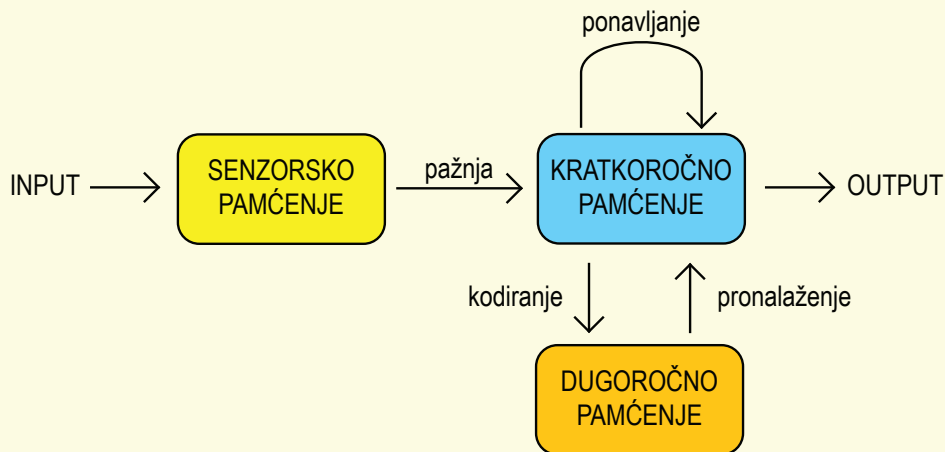 ponavljanje
INPUT
SENZORSKO
PAMĆENJE
pažnja
KRATKOROČNO
PAMĆENJE
OUTPUT
kodiranje
pronalaženje
DUGOROČNO
PAMĆENJE